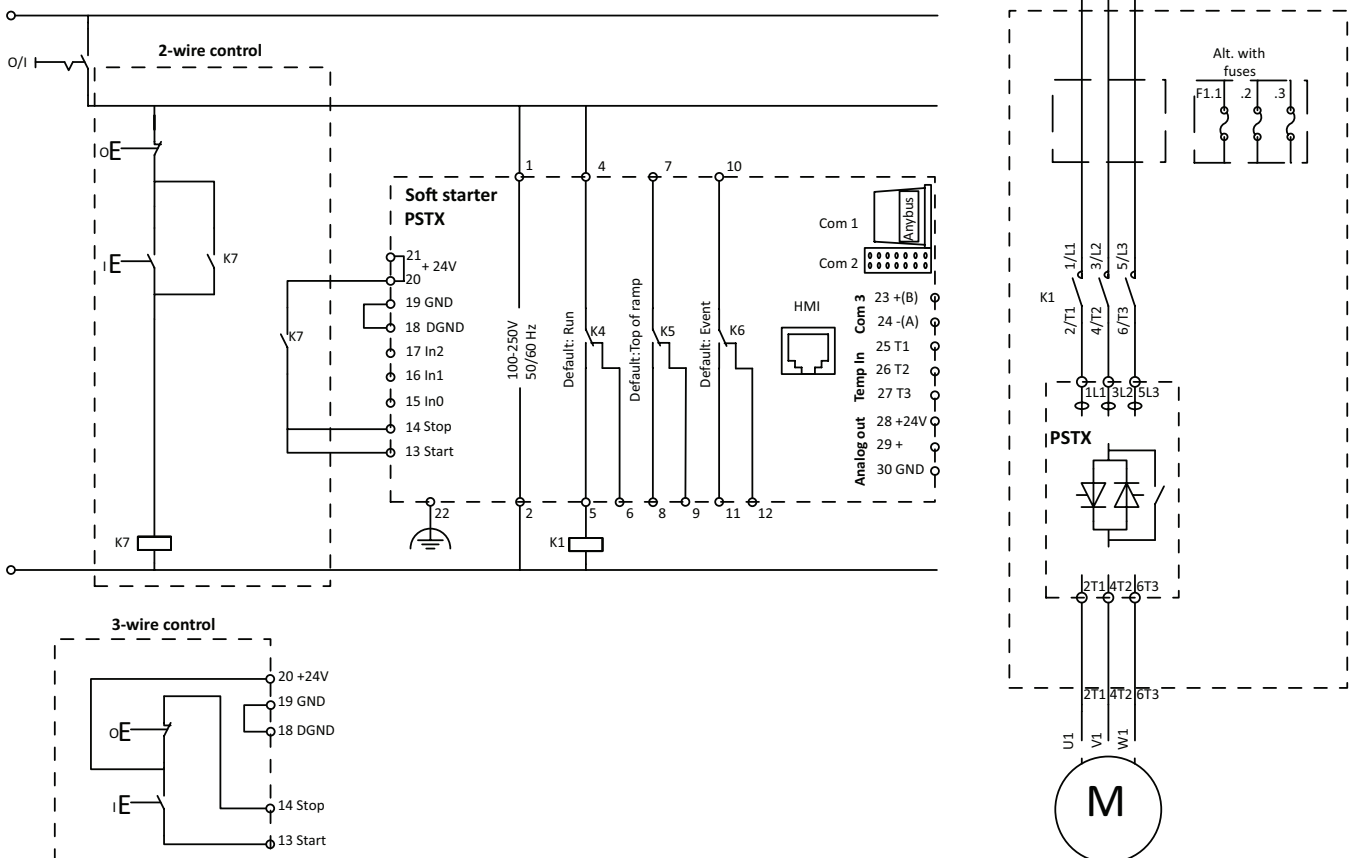 2-wire control
O/I
O
I
K7
K7
K7
Soft starter
PSTX
21
+ 24V
20
19 GND
18 DGND
17 In2
16 In1
15 In0
14 Stop
13 Start
22
1
100-250V
50/60 Hz
2
4
Default: Run
K4
5
6
K1
7
Default:Top of ramp
K5
8
9
10
Default: Event
K6
11
12
HMI
Com 1
Anybus
Com 2
Com 3
23 +(B)
24 -(A)
Temp In
25 T1
26 T2
27 T3
Analog out
28 +24V
29 +
30 GND
3-wire control
20 +24V
19 GND
18 DGND
O
I
14 Stop
13 Start
Alt. with
fuses
F1.1 .2 .3
1/L1 3/L2 5/L3
K1
2/T1 4/T2 6/T3
1L1 3L2 5L3
PSTX
2T1 4T2 6T3
2T1 4T2 6T3
U1 V1 W1
M